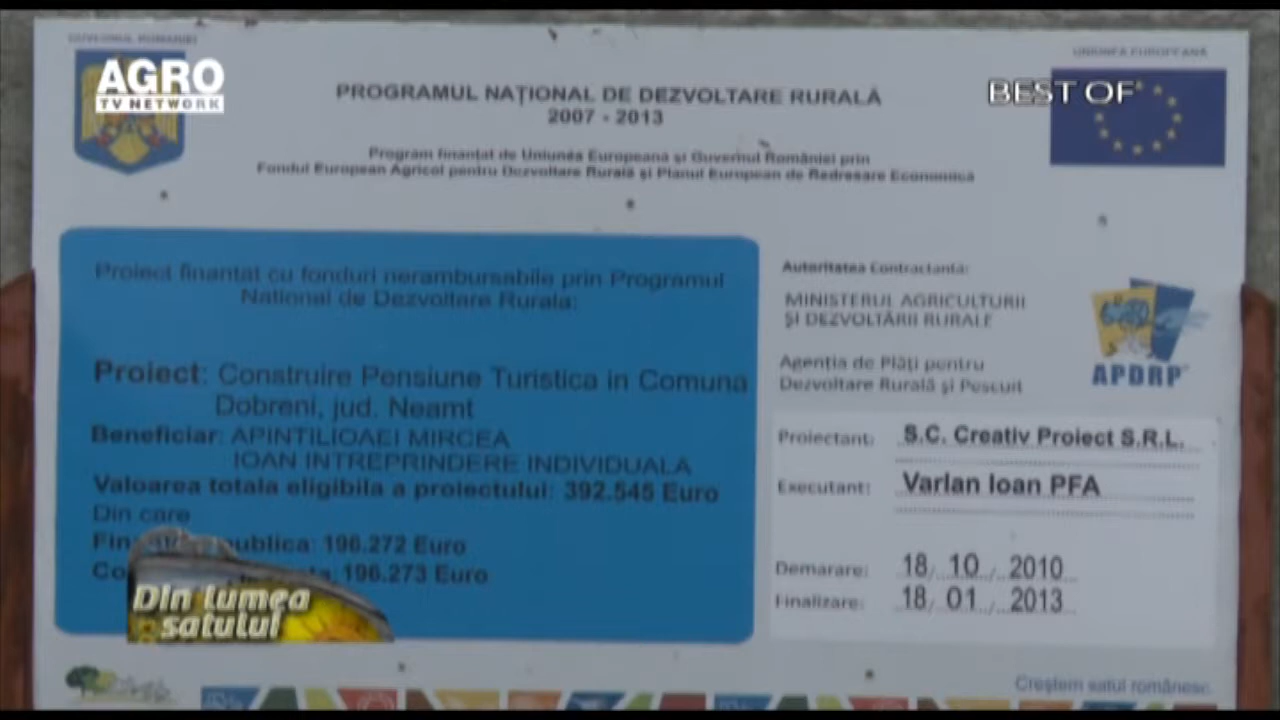 GUVERNUL ROMÂNIEI
UNIUNEA EUROPEANĂ
AGRO
TV NETWORK
BEST OF
PROGRAMUL NAȚIONAL DE DEZVOLTARE RURALĂ
2007 - 2013
Program finanțat de Uniunea Europeana și Guvernul României prin
Fondul European Agricol pentru Dezvoltare Rurală și Planul European de Redresare Economica
Proiect finantat cu fonduri nerambursabile prin Programul
National de Dezvoltare Rurala:
Proiect: Construire Pensiune Turistica in Comuna
Dobreni, jud. Neamt
Beneficiar: APINTILIOAEI MIRCEA
IOAN INTREPRINDERE INDIVIDUALA
Valoarea totala eligibila a proiectului: 392.545 Euro
Din care
publica: 196.272 Euro
196.273 Euro
Autoritatea Contractantă:
MINISTERUL AGRICULTURII
ȘI DEZVOLTĂRII RURALE
Agenția de Plăți pentru
Dezvoltare Rurală și Pescuit
APDRP
Proiectant: S.C. Creativ Proiect S.R.L.
Executant: Varlan Ioan PFA
Demarare: 18/ 10 / 2010
Finalizare: 18/ 01 / 2013
Din lumea
satului
Creștem satul românesc.